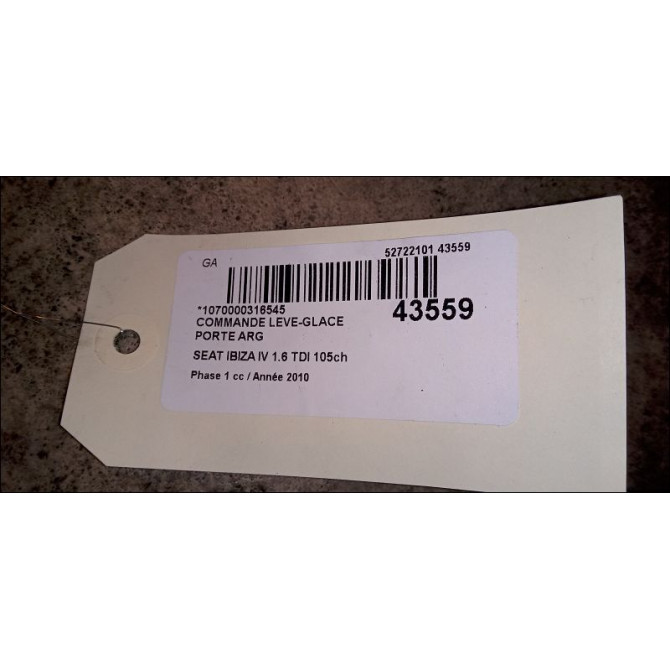 GA
52722101 43559
*1070000316545
43559
COMMANDE LEVE-GLACE
PORTE ARG
SEAT IBIZA IV 1.6 TDI 105ch
Phase 1 cc / Année 2010